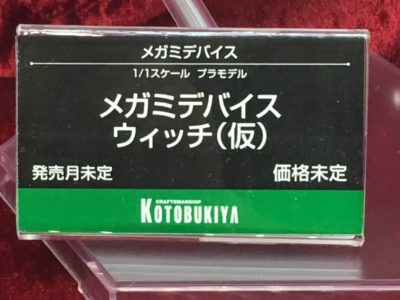 メガミデバイス
1/1スケール プラモデル
メガミデバイス
ウィッチ(仮)
発売月未定 価格未定
CRAFTSMANSHIP
KOTOBUKIYA